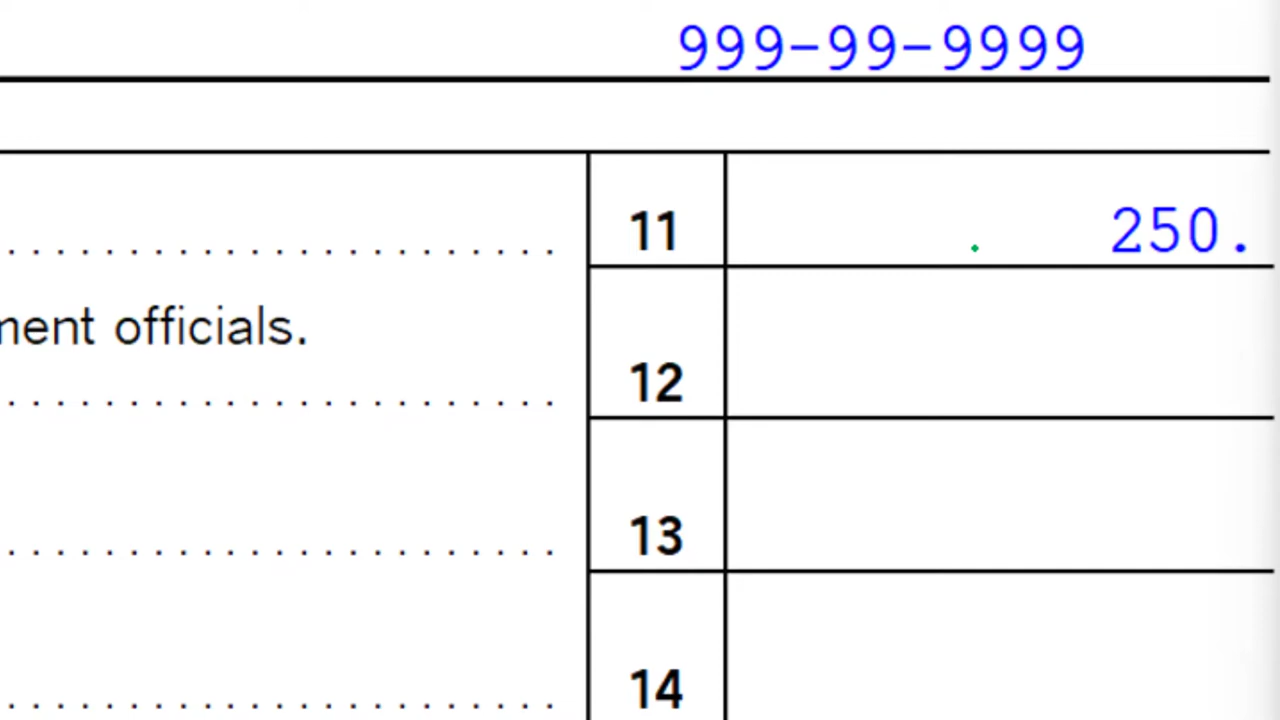 999-99-9999
. . . . . . . . . . . . . . . . . . . . . . . 11 250.
ment officials.
. . . . . . . . . . . . . . . . . . . . . . . 12
. . . . . . . . . . . . . . . . . . . . . . . 13
. . . . . . . . . . . . . . . . . . . . . . . 14